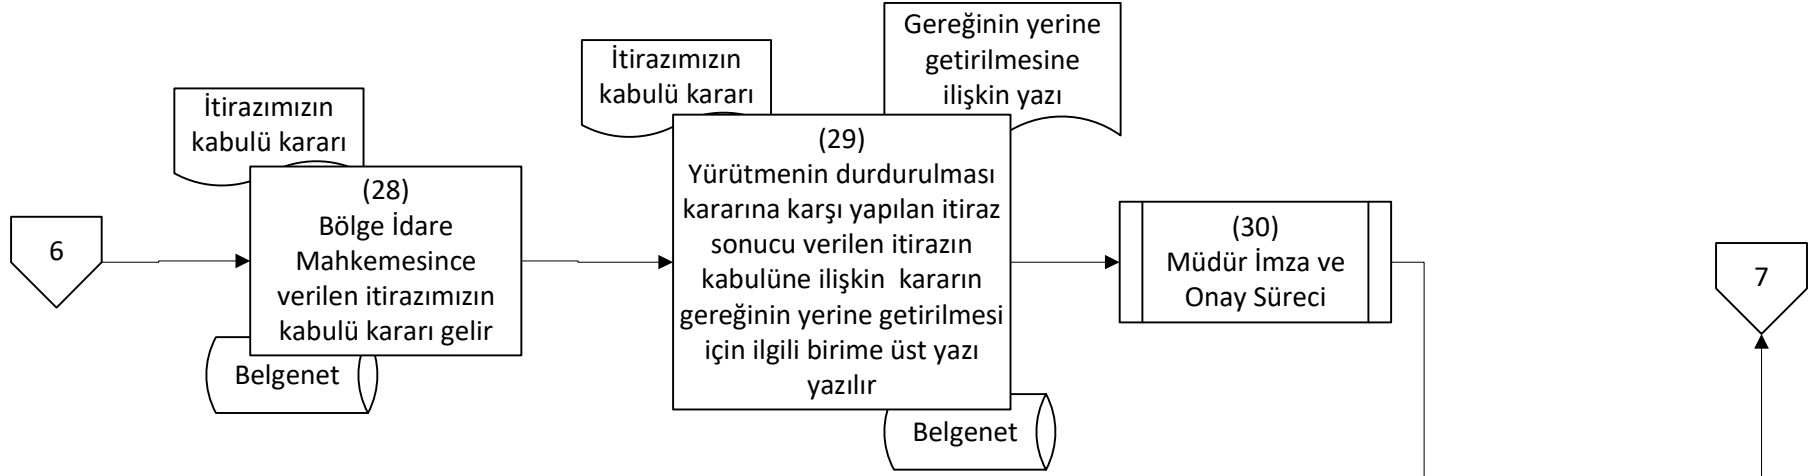 6
İtirazımızın
kabulü kararı
(28)
Bölge İdare
Mahkemesince
verilen itirazımızın
kabulü kararı gelir
Belgenet
İtirazımızın
kabulü kararı
Gereğinin yerine
getirilmesine
ilişkin yazı
(29)
Yürütmenin durdurulması
kararına karşı yapılan itiraz
sonucu verilen itirazın
kabulüne ilişkin  kararın
gereğinin yerine getirilmesi
için ilgili birime üst yazı
yazılır
Belgenet
(30)
Müdür İmza ve
Onay Süreci
7